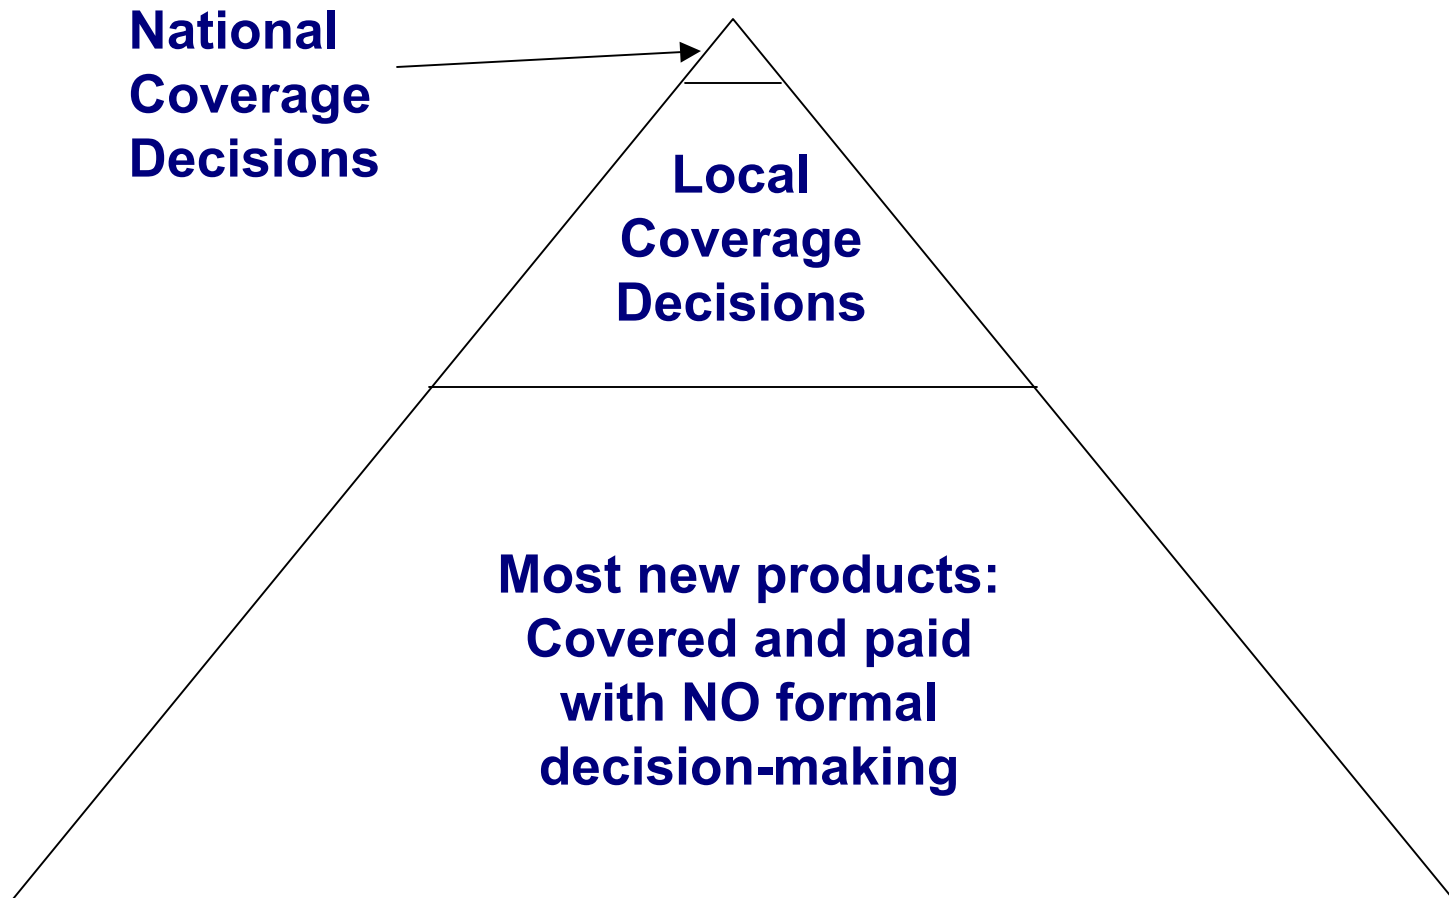 National
Coverage
Decisions
Local
Coverage
Decisions
Most new products:
Covered and paid
with NO formal
decision-making